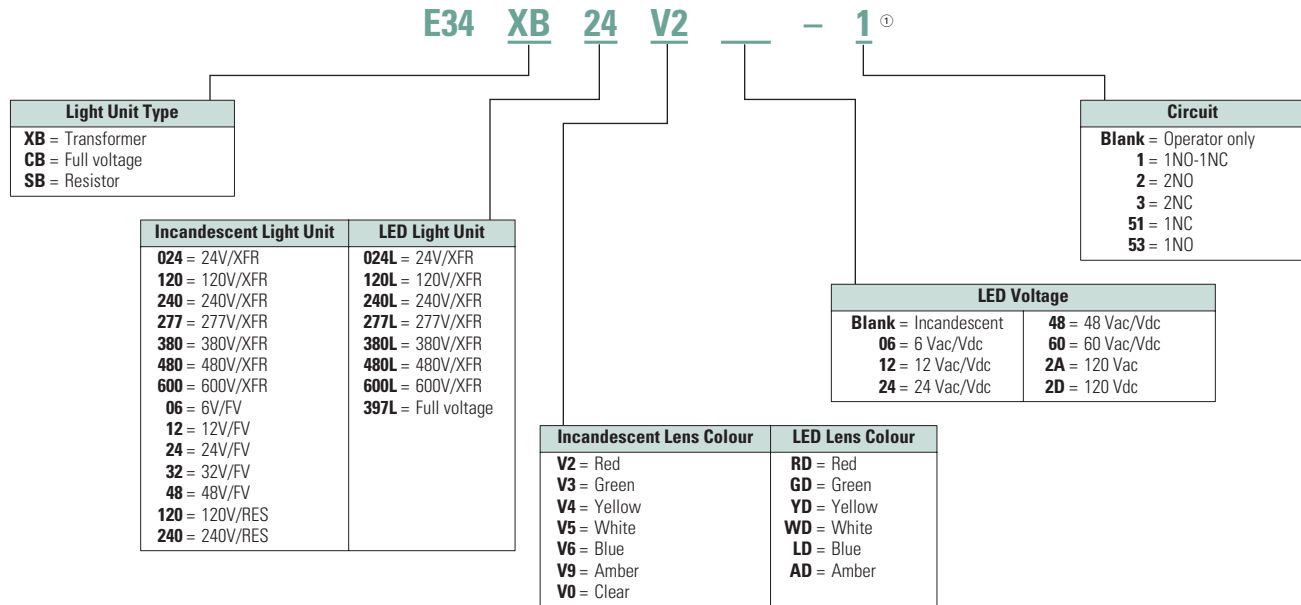 E34 XB 24 V2 – 1 ①
Light Unit Type
XB = Transformer
CB = Full voltage
SB = Resistor
Circuit
Blank = Operator only
1 = 1NO-1NC
2 = 2NO
3 = 2NC
51 = 1NC
53 = 1NO
Incandescent Light Unit
024 = 24V/XFR
120 = 120V/XFR
240 = 240V/XFR
277 = 277V/XFR
380 = 380V/XFR
480 = 480V/XFR
600 = 600V/XFR
06 = 6V/FV
12 = 12V/FV
24 = 24V/FV
32 = 32V/FV
48 = 48V/FV
120 = 120V/RES
240 = 240V/RES
LED Light Unit
024L = 24V/XFR
120L = 120V/XFR
240L = 240V/XFR
277L = 277V/XFR
380L = 380V/XFR
480L = 480V/XFR
600L = 600V/XFR
397L = Full voltage
LED Voltage
Blank = Incandescent
06 = 6 Vac/Vdc
12 = 12 Vac/Vdc
24 = 24 Vac/Vdc
48 = 48 Vac/Vdc
60 = 60 Vac/Vdc
2A = 120 Vac
2D = 120 Vdc
Incandescent Lens Colour
V2 = Red
V3 = Green
V4 = Yellow
V5 = White
V6 = Blue
V9 = Amber
V0 = Clear
LED Lens Colour
RD = Red
GD = Green
YD = Yellow
WD = White
LD = Blue
AD = Amber